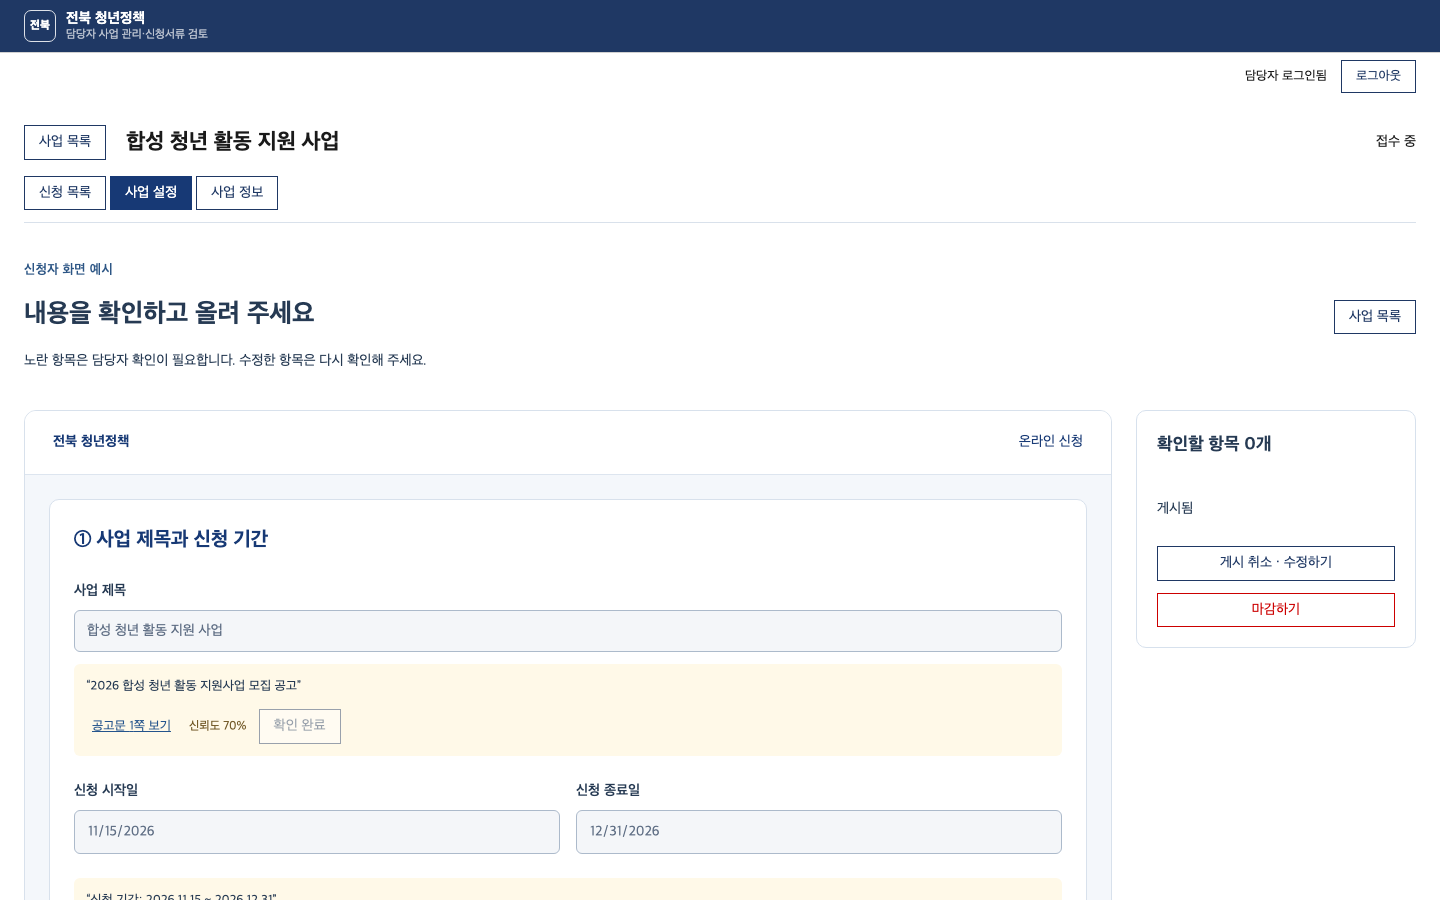 전북
전북 청년정책
담당자 사업 관리·신청서류 검토
담당자 로그인됨
로그아웃
사업 목록
합성 청년 활동 지원 사업
접수 중
신청 목록
사업 설정
사업 정보
신청자 화면 예시
내용을 확인하고 올려 주세요
사업 목록
노란 항목은 담당자 확인이 필요합니다. 수정한 항목은 다시 확인해 주세요.
전북 청년정책
온라인 신청
① 사업 제목과 신청 기간
사업 제목
합성 청년 활동 지원 사업
"2026 합성 청년 활동 지원사업 모집 공고"
공고문 1쪽 보기
신뢰도 70%
확인 완료
신청 시작일
신청 종료일
11/15/2026
12/31/2026
"신청 기간: 2026.11.15 ~ 2026.12.31"
확인할 항목 0개
게시됨
게시 취소 · 수정하기
마감하기